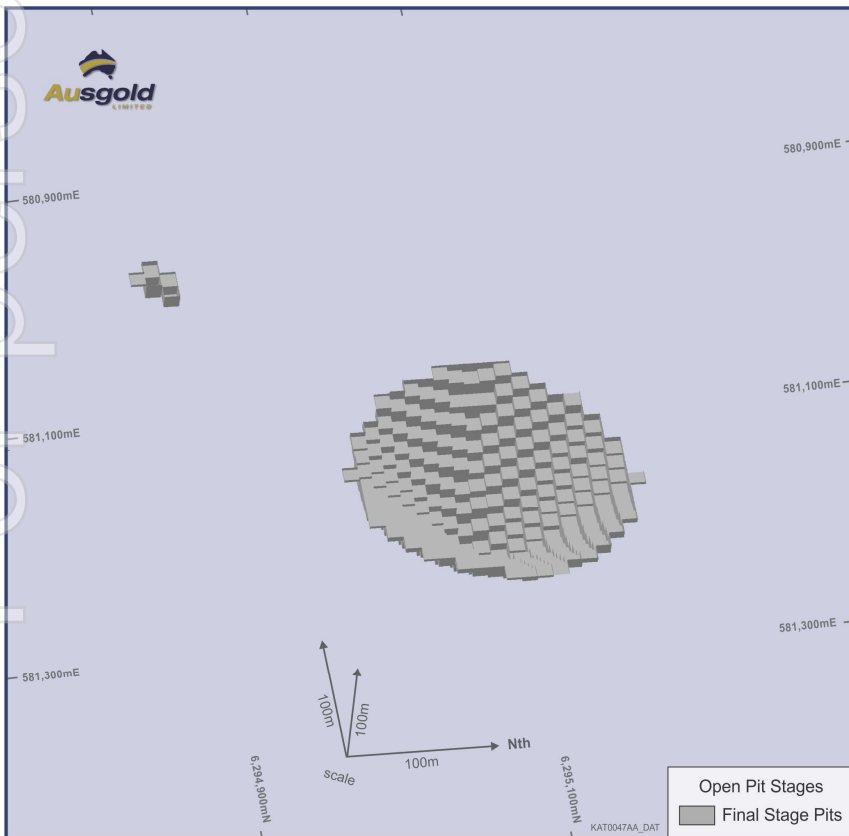 Ausgold
LIMITED
580,900mE
580,900mE
581,100mE
581,100mE
581,300mE
581,300mE
100m
100m
100m
Nth
scale
6,294,900mN
6,295,100mN
Open Pit Stages
Final Stage Pits
KAT0047AA_DAT